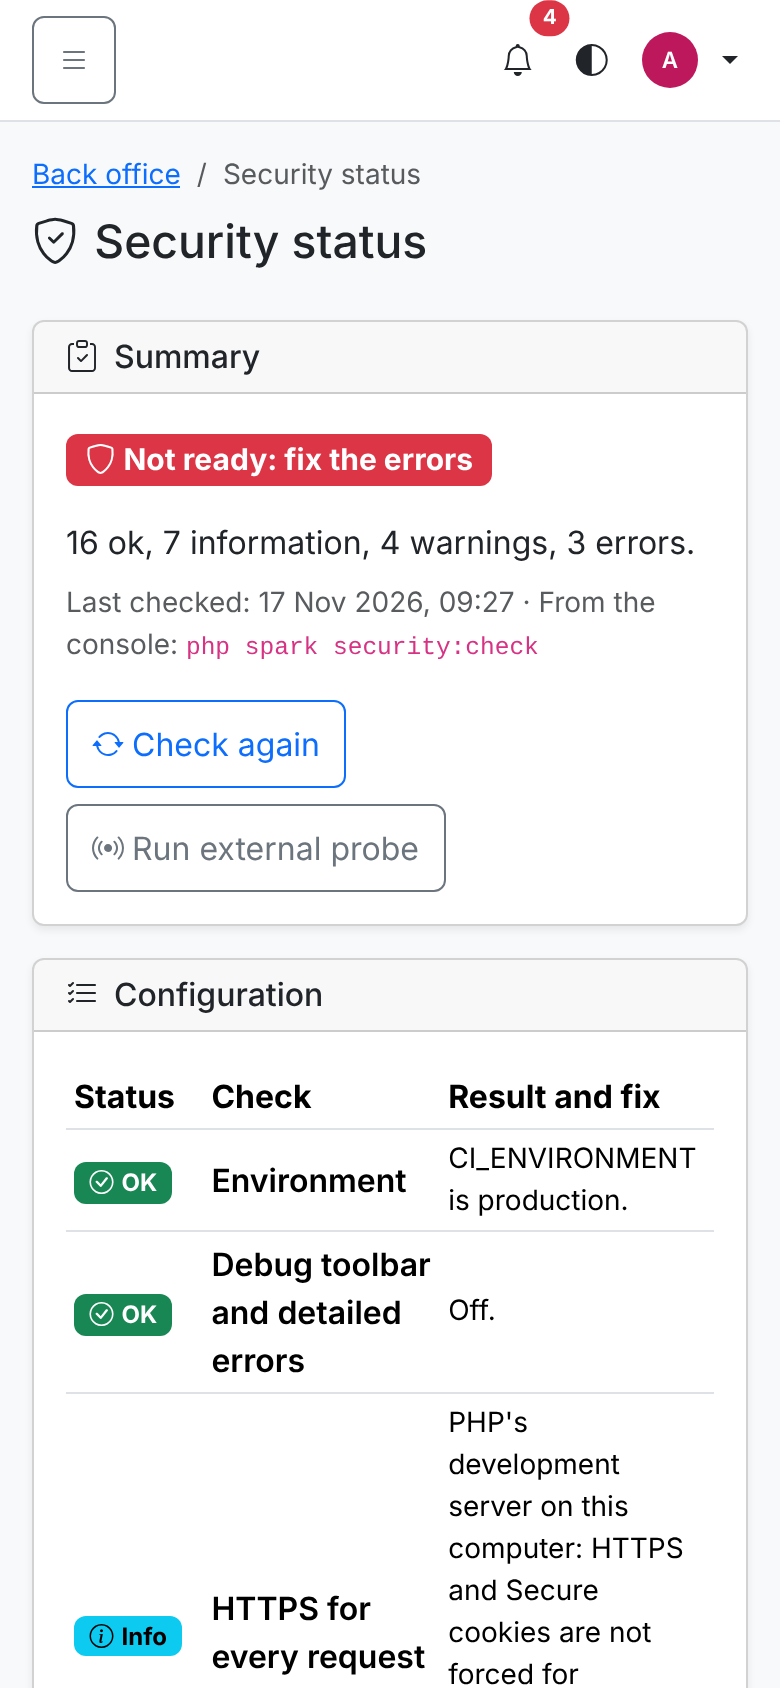 4
A
Back office / Security status
Security status
Summary
Not ready: fix the errors
16 ok, 7 information, 4 warnings, 3 errors.
Last checked: 17 Nov 2026, 09:27 · From the
console: php spark security:check
Check again
Run external probe
Configuration
Status Check Result and fix
OK Environment CI_ENVIRONMENT
is production.
OK Debug toolbar
and detailed
errors
Off.
Info HTTPS for
every request
PHP's
development
server on this
computer: HTTPS
and Secure
cookies are not
forced for